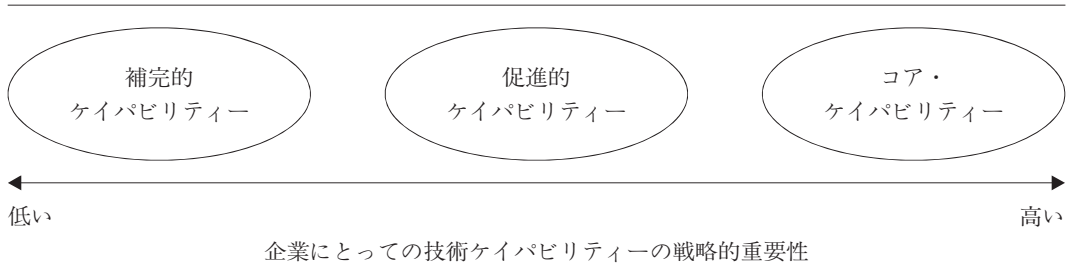 補完的
ケイパビリティー
促進的
ケイパビリティー
コア・
ケイパビリティー
低い
高い
企業にとっての技術ケイパビリティーの戦略的重要性